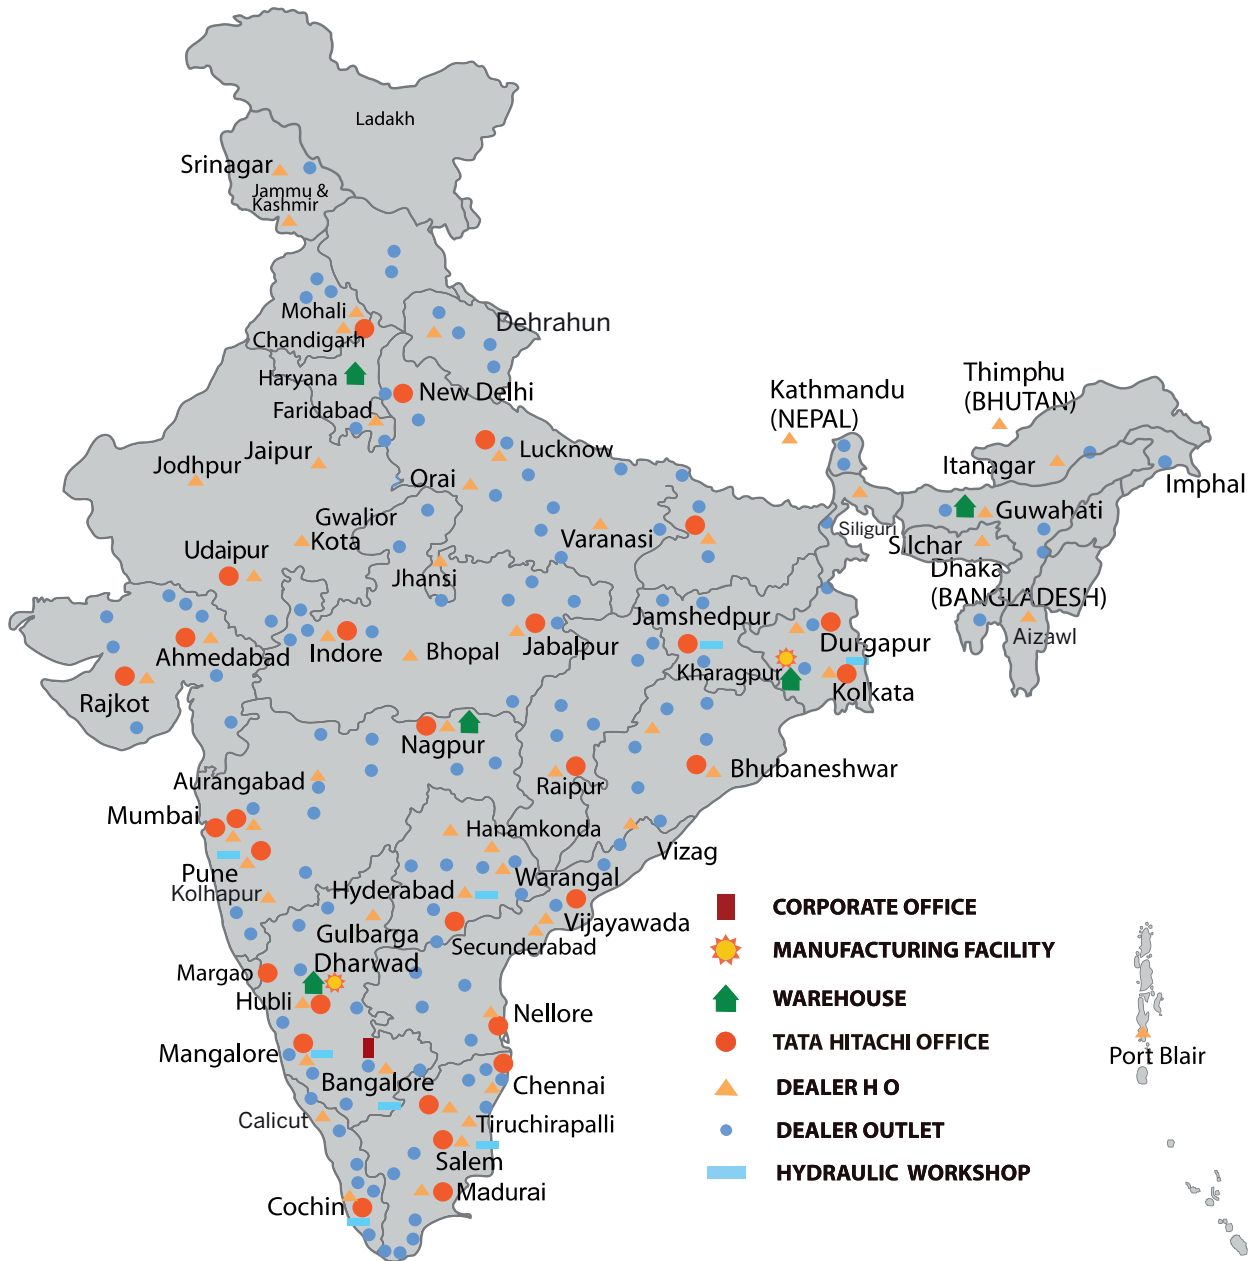 Ladakh
Srinagar
Jammu &
Kashmir
Mohali
Chandigarh
Dehrahun
Haryana
New Delhi
Faridabad
Kathmandu
(NEPAL)
Thimphu
(BHUTAN)
Jaipur
Jodhpur
Lucknow
Orai
Itanagar
Imphal
Gwalior
Kota
Varanasi
Siliguri
Guwahati
Silchar
Udaipur
Jhansi
Dhaka
(BANGLADESH)
Aizawl
Jamshedpur
Durgapur
Ahmedabad
Indore
Bhopal
Jabalpur
Kharagpur
Kolkata
Rajkot
Nagpur
Aurangabad
Raipur
Bhubaneshwar
Mumbai
Hanamkonda
Vizag
Pune
Kolhapur
Hyderabad
Warangal
Gulbarga
Secunderabad
Vijayawada
Margao
Dharwad
Hubli
Nellore
Mangalore
Bangalore
Chennai
Calicut
Tiruchirapalli
Salem
Cochin
Madurai
Port Blair
CORPORATE OFFICE
MANUFACTURING FACILITY
WAREHOUSE
TATA HITACHI OFFICE
DEALER H O
DEALER OUTLET
HYDRAULIC WORKSHOP